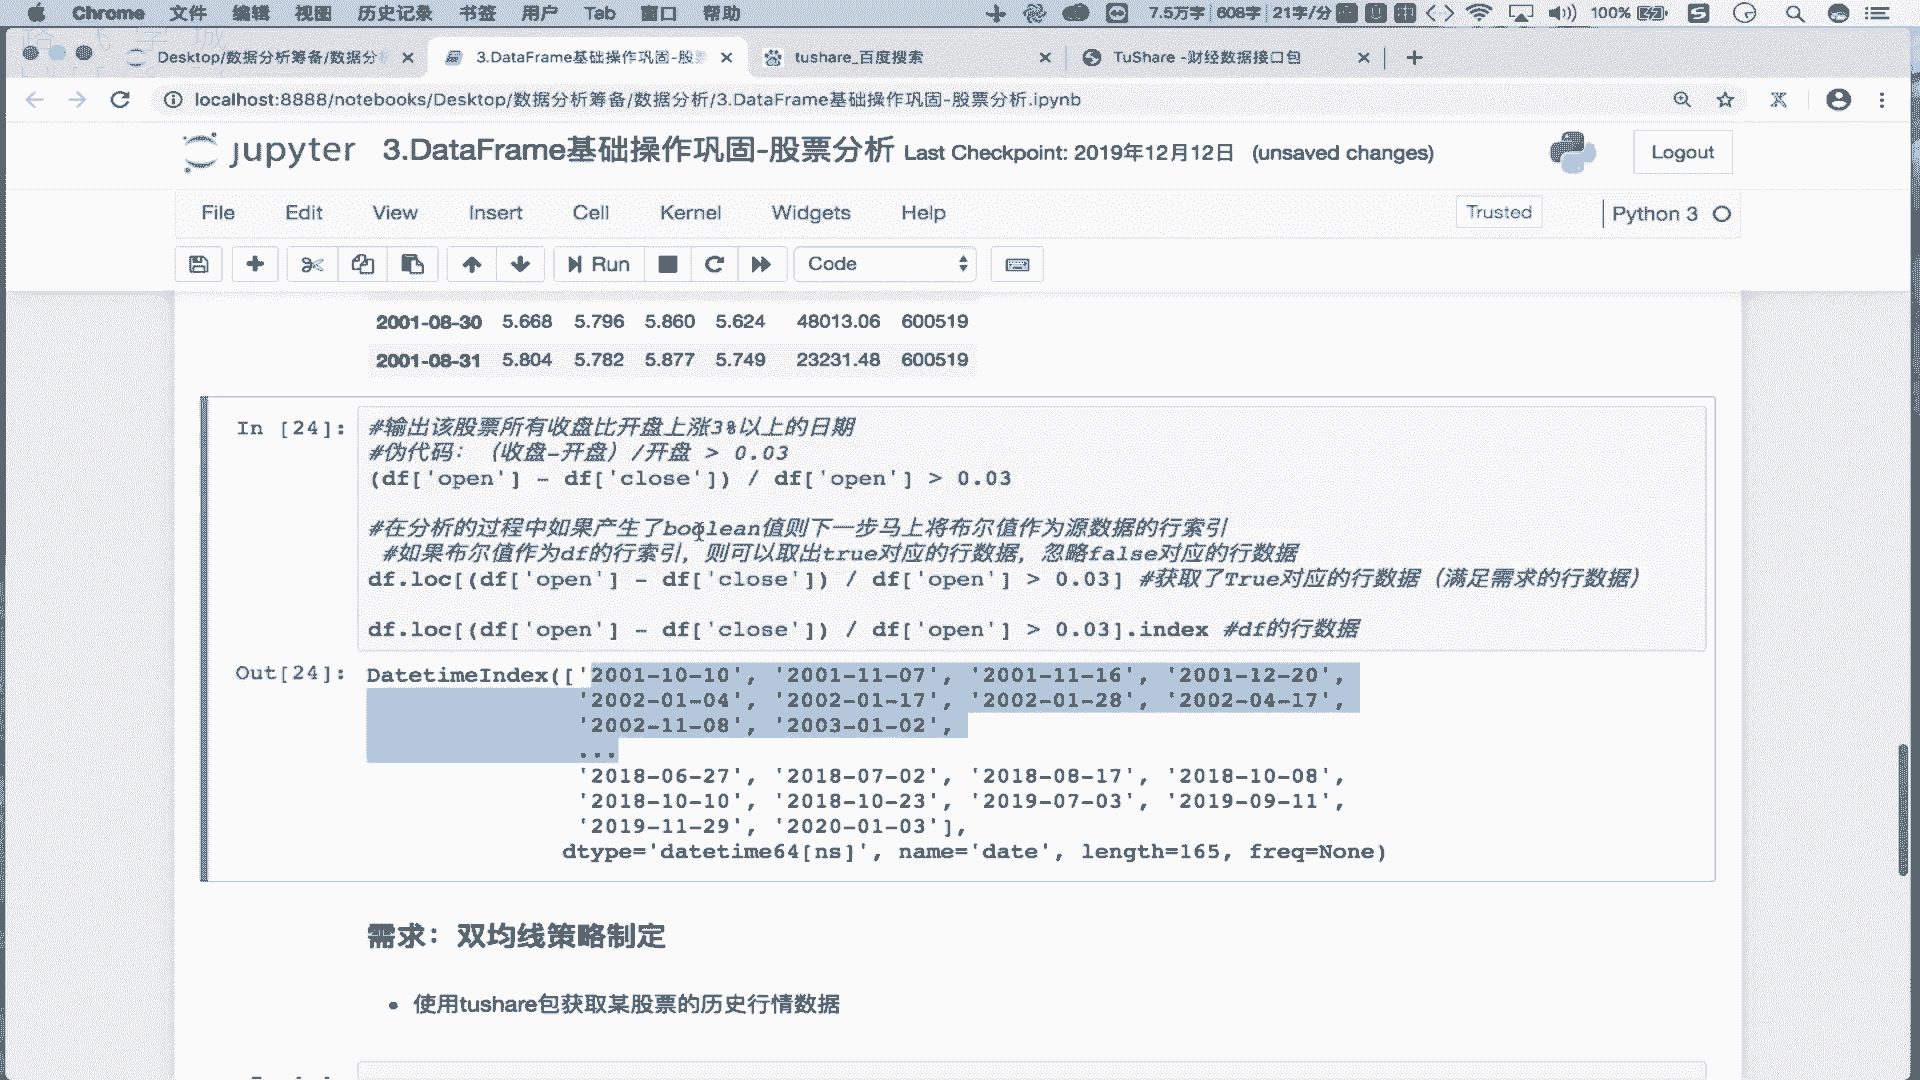 Chrome 文件 编辑 视图 历史记录 书签 用户 Tab 窗口 帮助 7.5万字 608字 21字/分 100%
Desktop/数据分析筹备/数据分析 3.DataFrame基础操作巩固-股票 tushare_百度搜索 TuShare -财经数据接口包
localhost:8888/notebooks/Desktop/数据分析筹备/数据分析/3.DataFrame基础操作巩固-股票分析.ipynb
jupyter 3.DataFrame基础操作巩固-股票分析 Last Checkpoint: 2019年12月12日 (unsaved changes) Logout
File Edit View Insert Cell Kernel Widgets Help Trusted Python 3
Run Code
2001-08-30 5.668 5.796 5.860 5.624 48013.06 600519
2001-08-31 5.804 5.782 5.877 5.749 23231.48 600519
In [24]: #输出该股票所有收盘比开盘上涨3%以上的日期
#伪代码：（收盘-开盘）/开盘 > 0.03
(df['open'] - df['close']) / df['open'] > 0.03
#在分析的过程中如果产生了boolean值则下一步马上将布尔值作为源数据的行索引
#如果布尔值作为df的行索引，则可以取出true对应的行数据，忽略false对应的行数据
df.loc[(df['open'] - df['close']) / df['open'] > 0.03] #获取了True对应的行数据（满足需求的行数据）
df.loc[(df['open'] - df['close']) / df['open'] > 0.03].index #df的行数据
Out[24]: DatetimeIndex(['2001-10-10', '2001-11-07', '2001-11-16', '2001-12-20',
'2002-01-04', '2002-01-17', '2002-01-28', '2002-04-17',
'2002-11-08', '2003-01-02',
...
'2018-06-27', '2018-07-02', '2018-08-17', '2018-10-08',
'2018-10-10', '2018-10-23', '2019-07-03', '2019-09-11',
'2019-11-29', '2020-01-03'],
dtype='datetime64[ns]', name='date', length=165, freq=None)
需求：双均线策略制定
使用tushare包获取某股票的历史行情数据